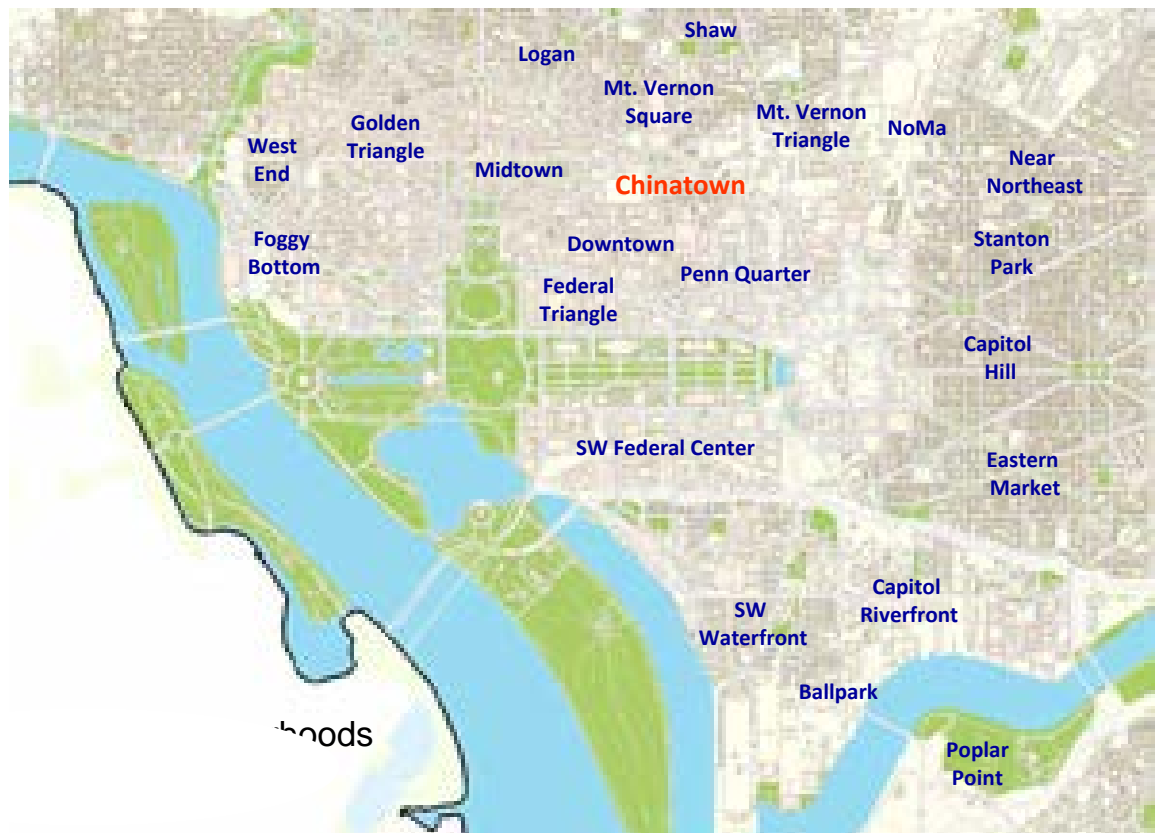 Shaw
Logan
Mt. Vernon
Square
Mt. Vernon
Triangle
NoMa
Golden
Triangle
West
End
Midtown
Chinatown
Near
Northeast
Foggy
Bottom
Downtown
Stanton
Park
Penn Quarter
Federal
Triangle
Capitol
Hill
SW Federal Center
Eastern
Market
Capitol
Riverfront
SW
Waterfront
Ballpark
Poplar
Point